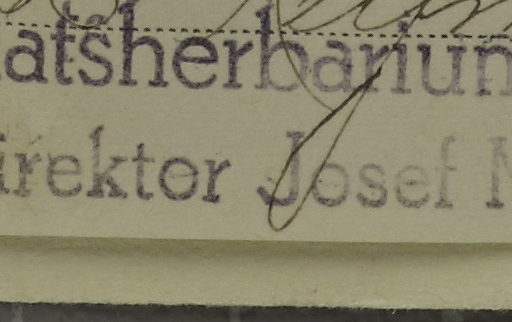 atsherbarium
irektor Josef M